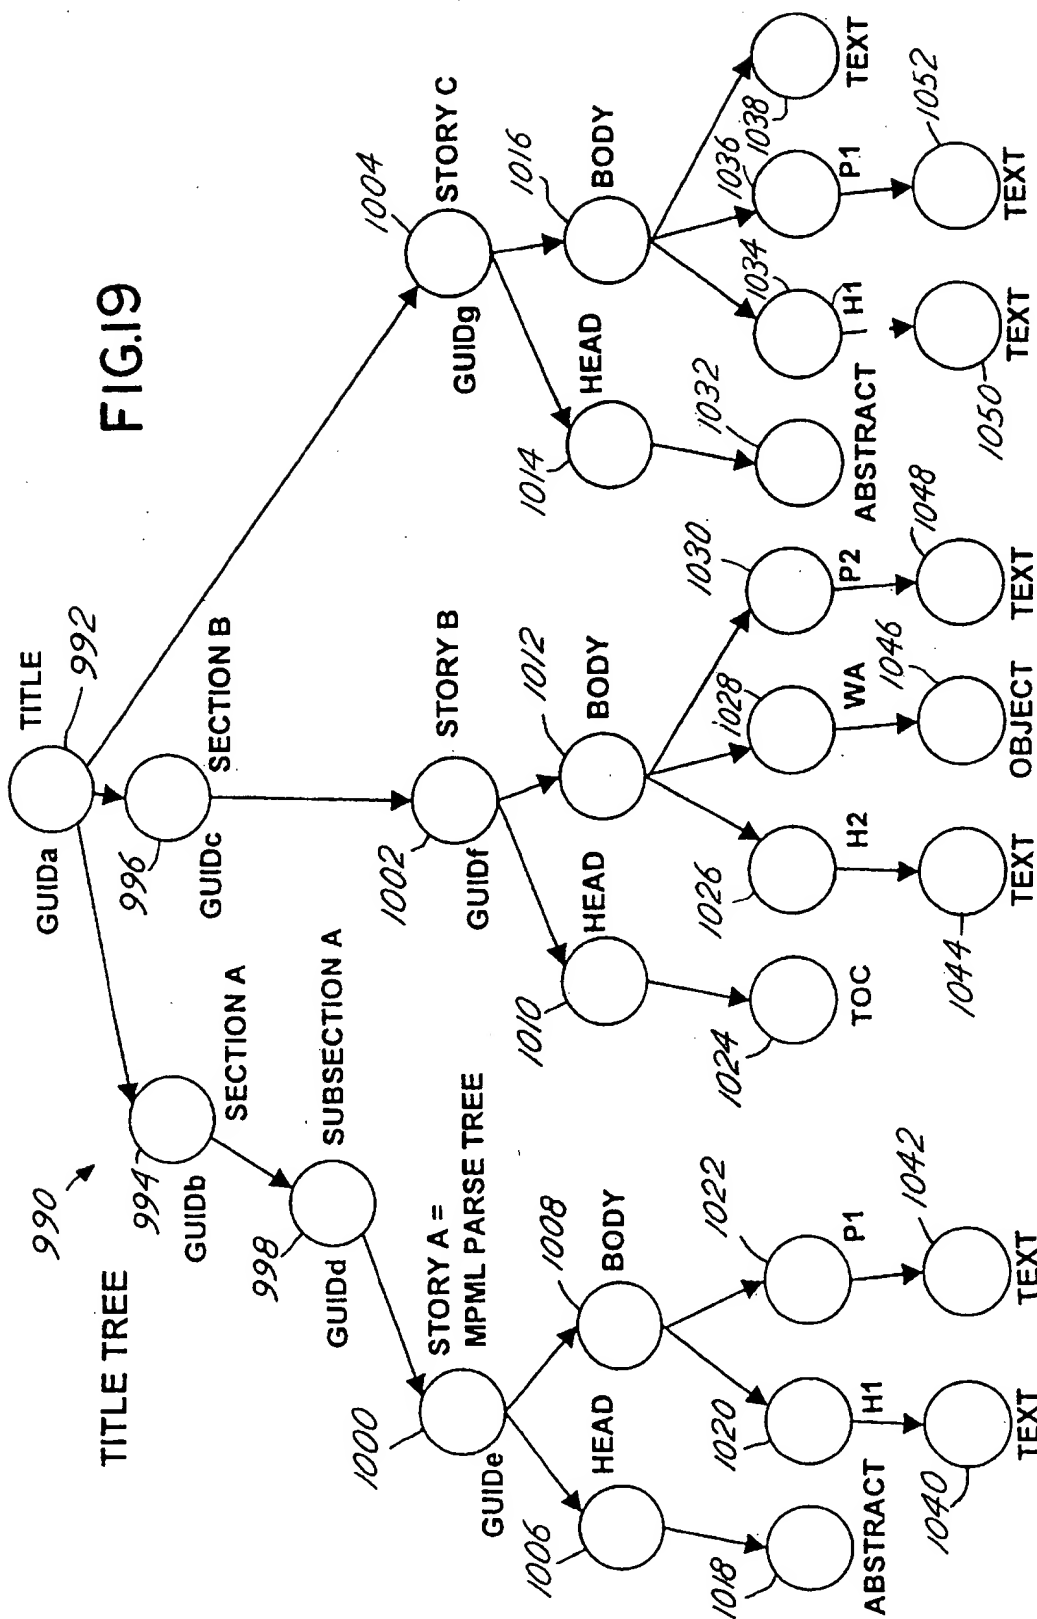 FIG.19
TITLE TREE
990
TITLE
992
GUIDa
994
SECTION A
GUIDb
996
SECTION B
GUIDc
998
SUBSECTION A
GUIDd
1000
STORY A =
MPML PARSE TREE
GUIDe
1002
STORY B
GUIDf
1004
STORY C
GUIDg
1006
HEAD
1008
BODY
1010
HEAD
1012
BODY
1014
HEAD
1016
BODY
1018
ABSTRACT
1020
H1
1022
P1
1024
TOC
1026
H2
1028
WA
1030
P2
1032
ABSTRACT
1034
H1
1036
P1
1038
TEXT
1040
TEXT
1042
TEXT
1044
TEXT
1046
OBJECT
1048
TEXT
1050
TEXT
1052
TEXT